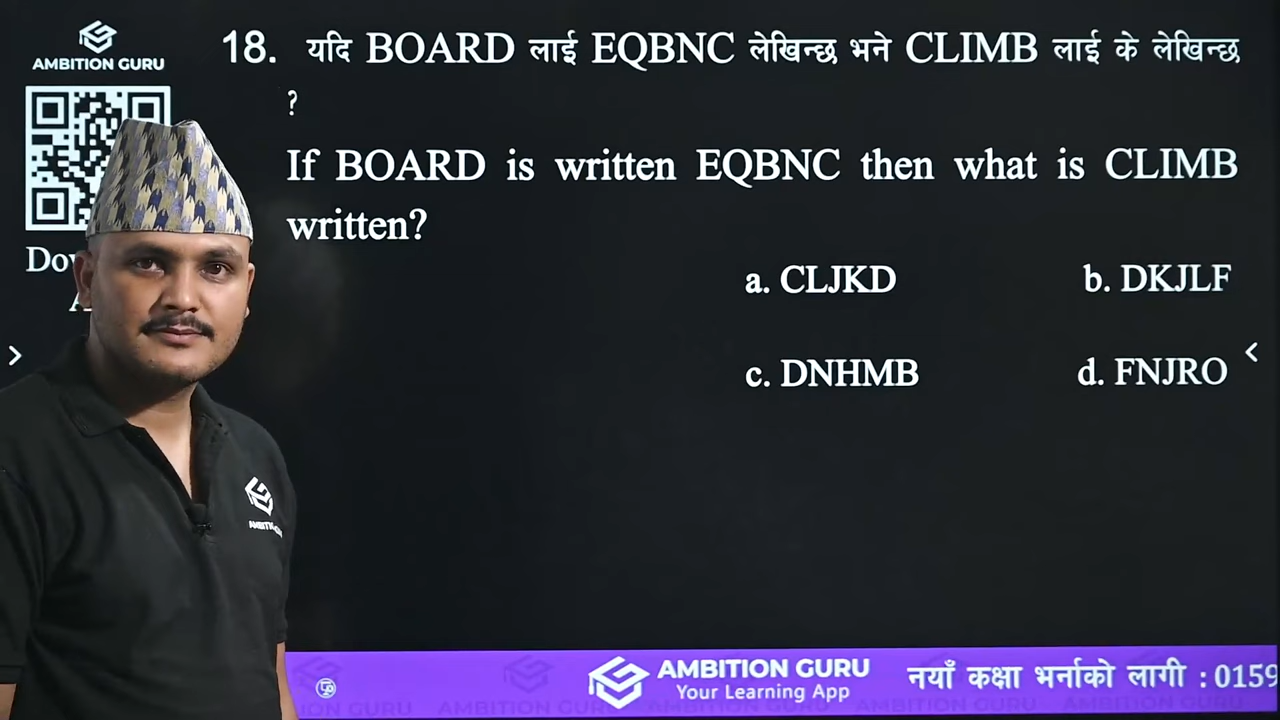 AMBITION GURU
18. यदि BOARD लाई EQBNC लेखिन्छ भने CLIMB लाई के लेखिन्छ
?
If BOARD is written EQBNC then what is CLIMB
written?
a. CLJKD b. DKJLF
c. DNHMB d. FNJRO
AMBITION GURU
Your Learning App
नयाँ कक्षा भर्नाको लागी : 0159